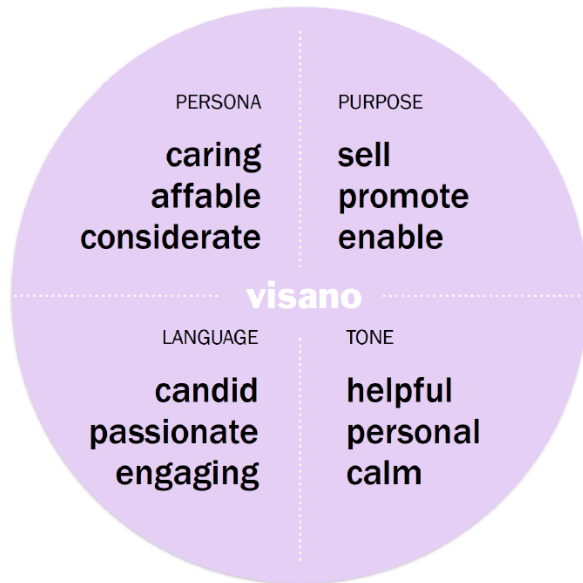 PERSONA
caring
affable
considerate
PURPOSE
sell
promote
enable
visano
LANGUAGE
candid
passionate
engaging
TONE
helpful
personal
calm